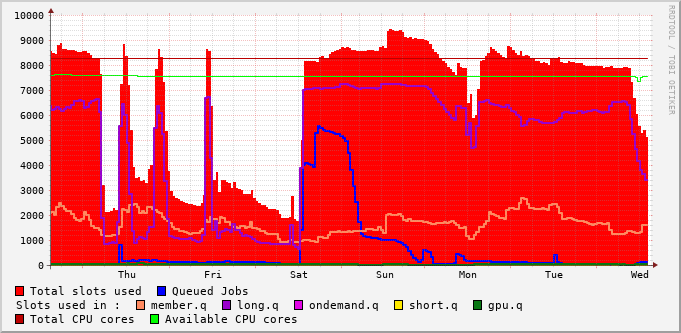 10000
9000
8000
7000
6000
5000
4000
3000
2000
1000
0
Thu Fri Sat Sun Mon Tue Wed
RRDTOOL / TOBI OETIKER
Total slots used Queued Jobs
Slots used in : member.q long.q ondemand.q short.q gpu.q
Total CPU cores Available CPU cores